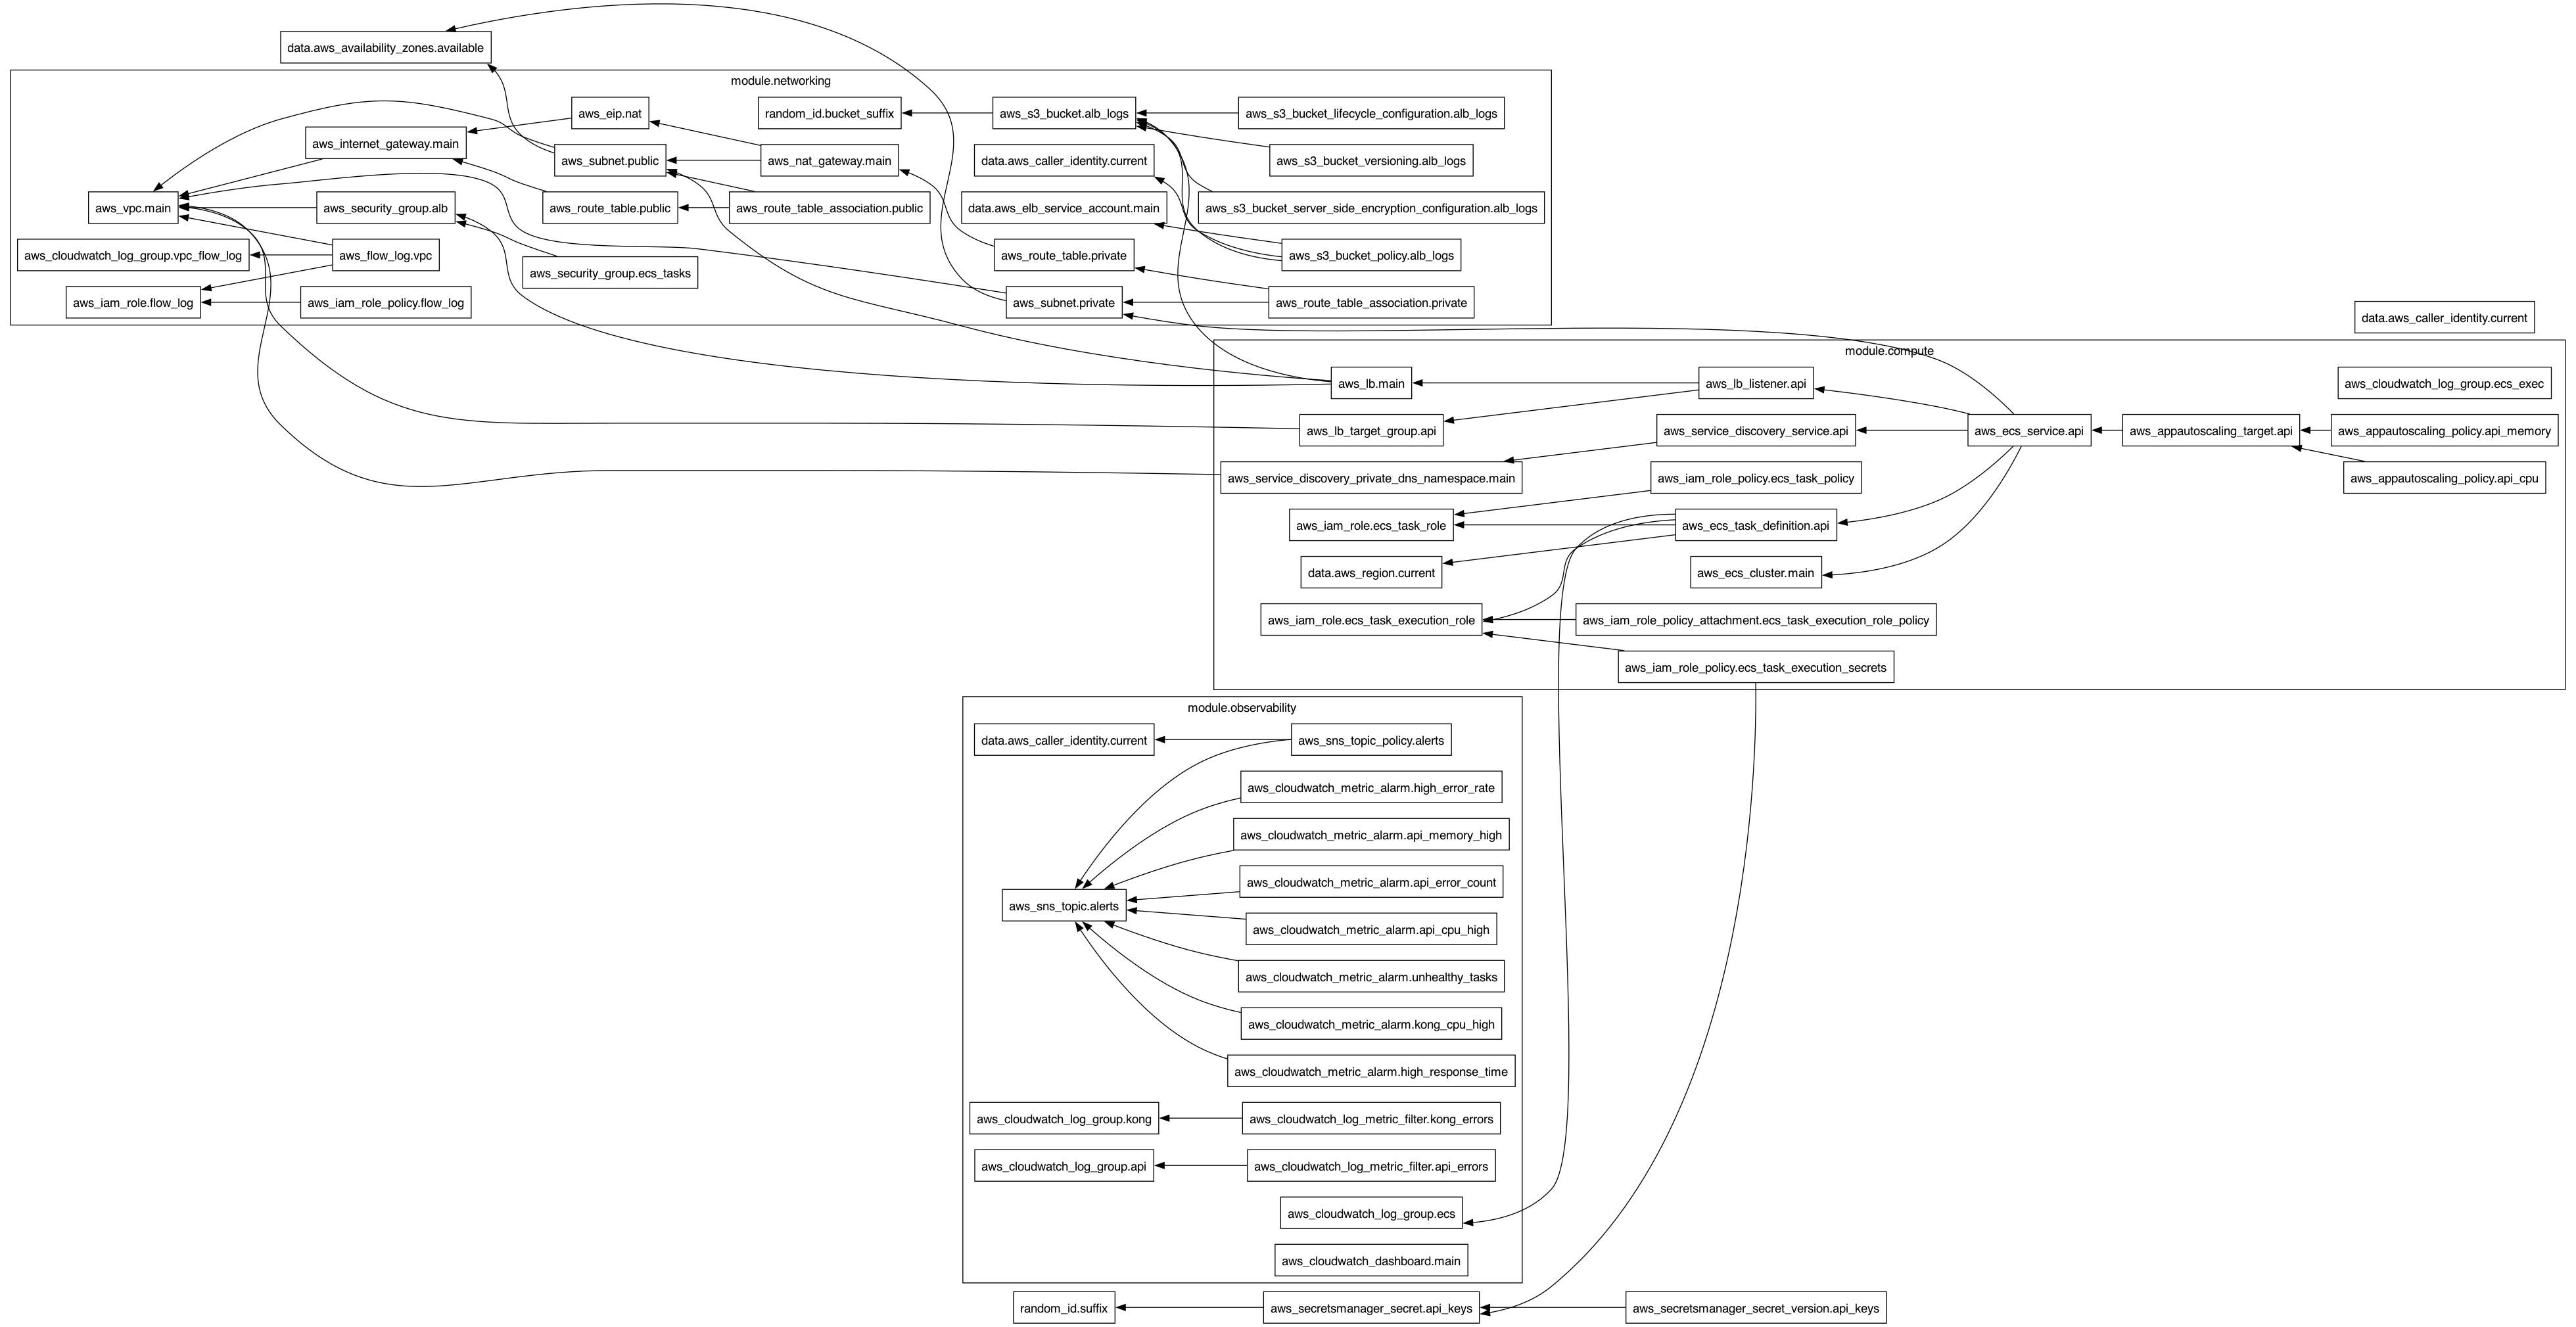 data.aws_availability_zones.available
module.networking
aws_eip.nat
random_id.bucket_suffix
aws_s3_bucket.alb_logs
aws_s3_bucket_lifecycle_configuration.alb_logs
aws_internet_gateway.main
aws_subnet.public
aws_nat_gateway.main
data.aws_caller_identity.current
aws_s3_bucket_versioning.alb_logs
aws_vpc.main
aws_security_group.alb
aws_route_table.public
aws_route_table_association.public
data.aws_elb_service_account.main
aws_s3_bucket_server_side_encryption_configuration.alb_logs
aws_cloudwatch_log_group.vpc_flow_log
aws_flow_log.vpc
aws_security_group.ecs_tasks
aws_route_table.private
aws_s3_bucket_policy.alb_logs
aws_iam_role.flow_log
aws_iam_role_policy.flow_log
aws_subnet.private
aws_route_table_association.private
data.aws_caller_identity.current
module.compute
aws_lb.main
aws_lb_listener.api
aws_cloudwatch_log_group.ecs_exec
aws_lb_target_group.api
aws_service_discovery_service.api
aws_ecs_service.api
aws_appautoscaling_target.api
aws_appautoscaling_policy.api_memory
aws_service_discovery_private_dns_namespace.main
aws_iam_role_policy.ecs_task_policy
aws_appautoscaling_policy.api_cpu
aws_iam_role.ecs_task_role
aws_ecs_task_definition.api
data.aws_region.current
aws_ecs_cluster.main
aws_iam_role.ecs_task_execution_role
aws_iam_role_policy_attachment.ecs_task_execution_role_policy
aws_iam_role_policy.ecs_task_execution_secrets
module.observability
data.aws_caller_identity.current
aws_sns_topic_policy.alerts
aws_cloudwatch_metric_alarm.high_error_rate
aws_cloudwatch_metric_alarm.api_memory_high
aws_cloudwatch_metric_alarm.api_error_count
aws_sns_topic.alerts
aws_cloudwatch_metric_alarm.api_cpu_high
aws_cloudwatch_metric_alarm.unhealthy_tasks
aws_cloudwatch_metric_alarm.kong_cpu_high
aws_cloudwatch_metric_alarm.high_response_time
aws_cloudwatch_log_group.kong
aws_cloudwatch_log_metric_filter.kong_errors
aws_cloudwatch_log_group.api
aws_cloudwatch_log_metric_filter.api_errors
aws_cloudwatch_log_group.ecs
aws_cloudwatch_dashboard.main
random_id.suffix
aws_secretsmanager_secret.api_keys
aws_secretsmanager_secret_version.api_keys